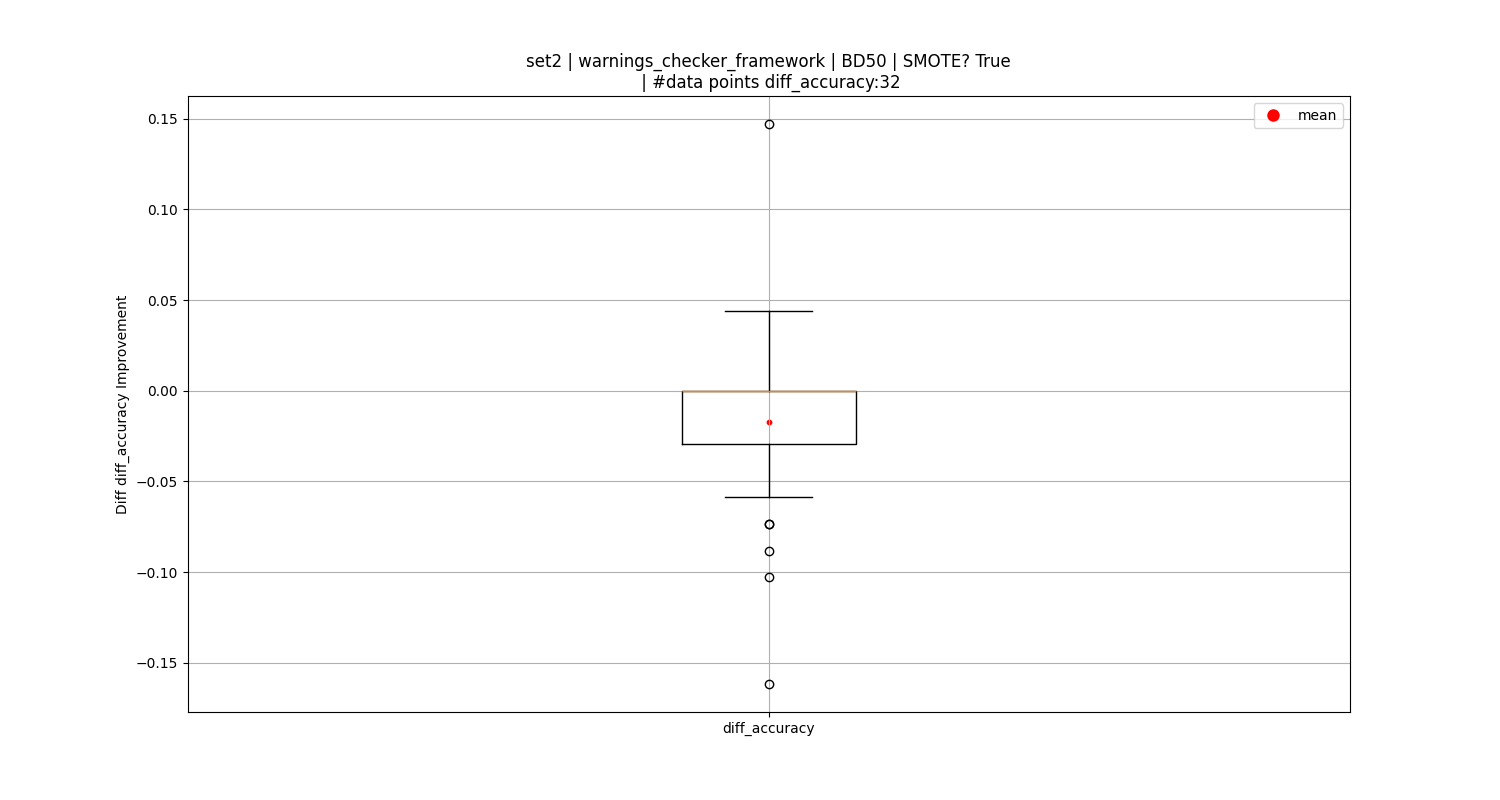 set2 | warnings_checker_framework | BD50 | SMOTE? True
| #data points diff_accuracy:32
mean
0.15
0.10
0.05
0.00
−0.05
−0.10
−0.15
Diff diff_accuracy Improvement
diff_accuracy